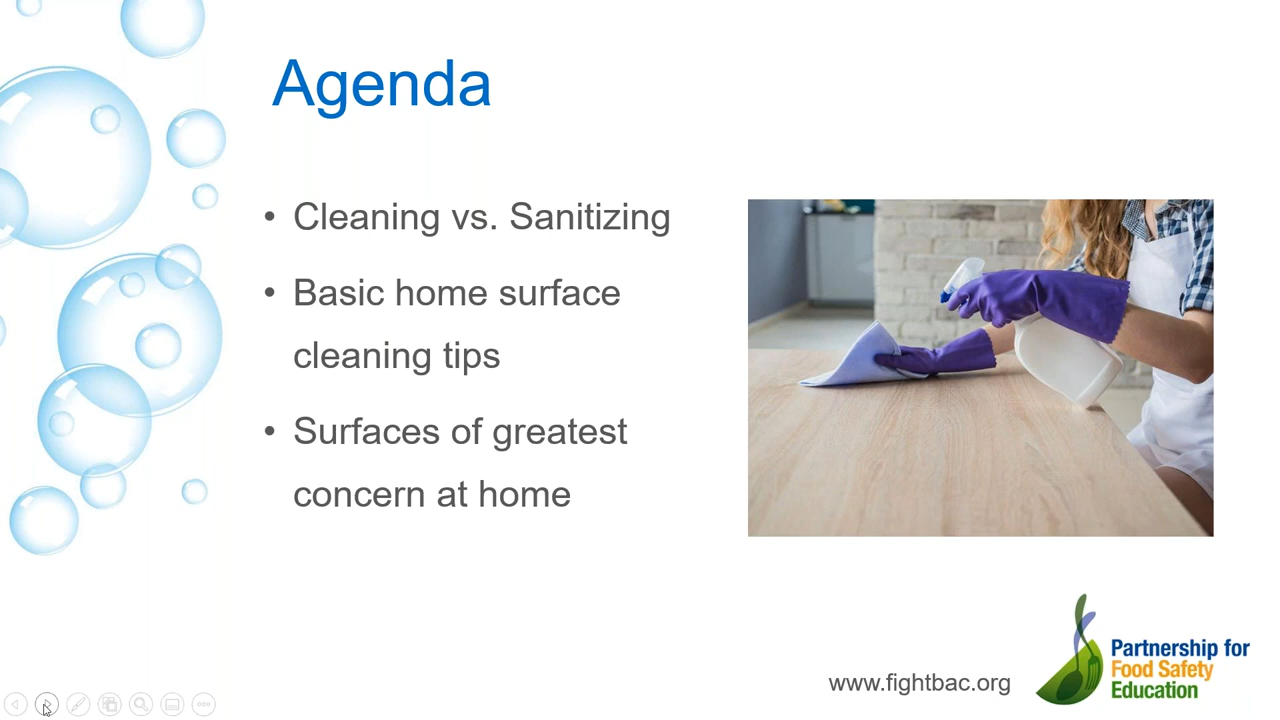 Agenda
• Cleaning vs. Sanitizing
• Basic home surface
cleaning tips
• Surfaces of greatest
concern at home
www.fightbac.org
Partnership for
Food Safety
Education